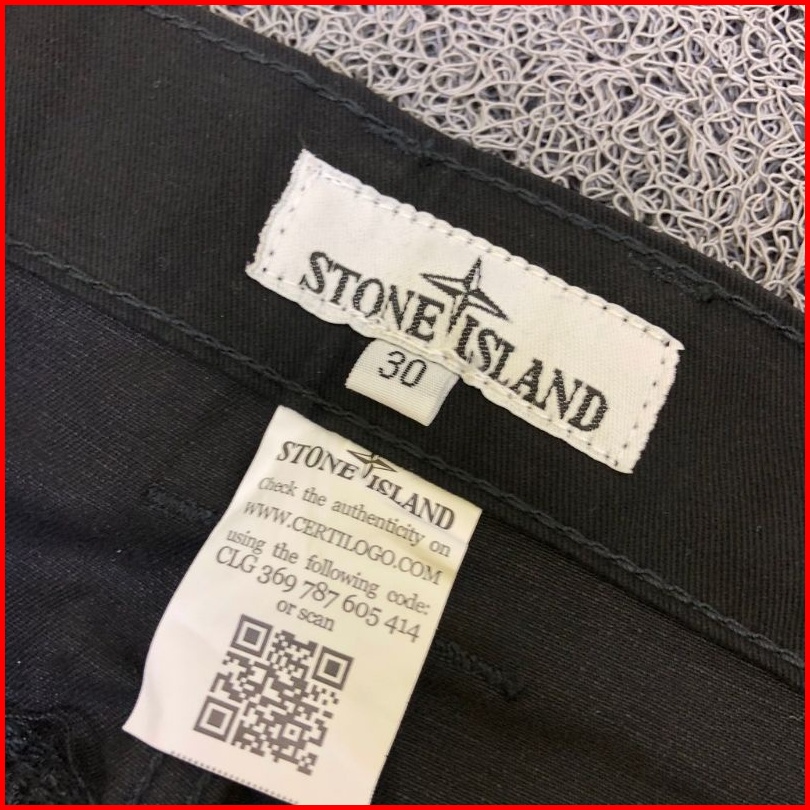 STONE ISLAND
30
STONE ISLAND
Check the authenticity on
WWW.CERTILOGO.COM
using the following code:
CLG 369 787 605 414
or scan